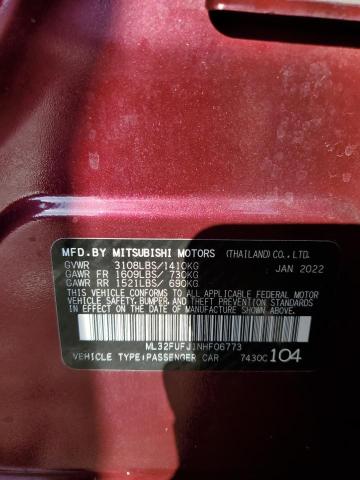 MFD.BY MITSUBISHI MOTORS (THAILAND) CO., LTD.
GVWR 3108LBS/1410KG JAN 2022
GAWR FR 1609LBS/ 730KG
GAWR RR 1521LBS/ 690KG
THIS VEHICLE CONFORMS TO ALL APPLICABLE FEDERAL MOTOR VEHICLE SAFETY, BUMPER, AND THEFT PREVENTION STANDARDS IN EFFECT ON THE DATE OF MANUFACTURE SHOWN ABOVE.
ML32FUFJ1NHF06773
VEHICLE TYPE:PASSENGER CAR 7430C 104